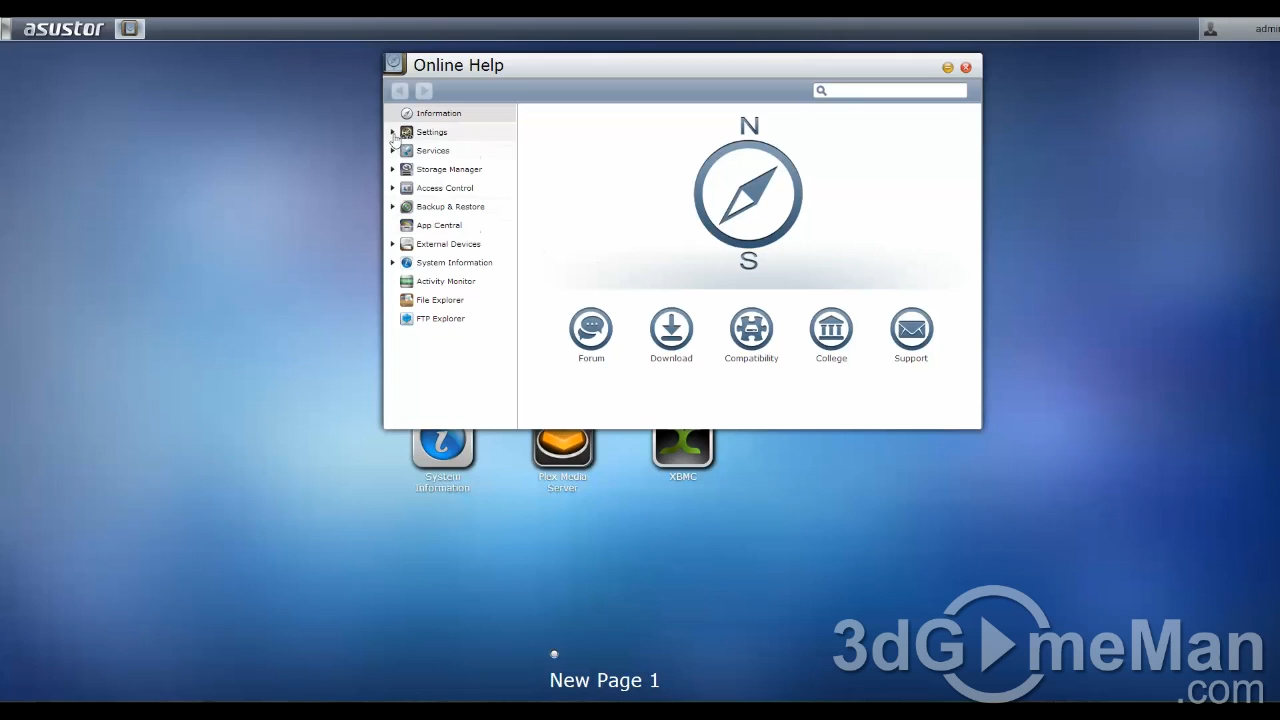 asustor
admin
Online Help
Information
Settings
Services
Storage Manager
Access Control
Backup & Restore
App Central
External Devices
System Information
Activity Monitor
File Explorer
FTP Explorer
N
S
Forum
Download
Compatibility
College
Support
System
Information
Plex Media
Server
XBMC
New Page 1
3dGameMan
.com